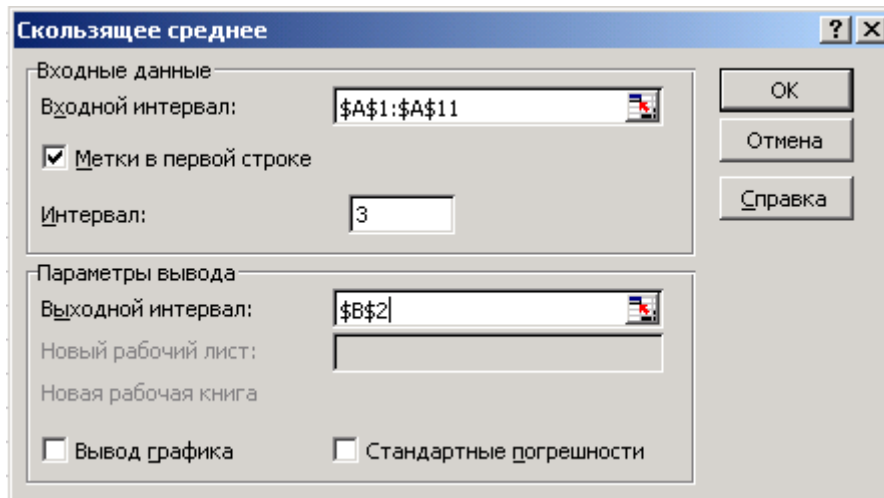 Скользящее среднее
Входные данные
Входной интервал: $A$1:$A$11
Метки в первой строке
Интервал: 3
Параметры вывода
Выходной интервал: $B$2
Новый рабочий лист:
Новая рабочая книга
Вывод графика Стандартные погрешности
ОК
Отмена
Справка